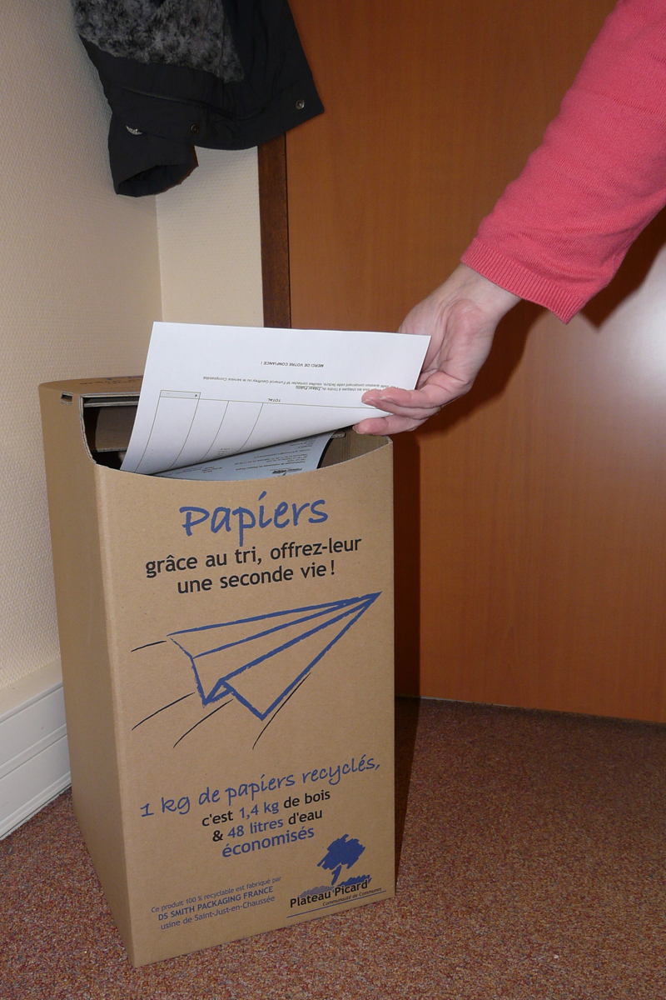 MERCI DE VOTRE CONFIANCE !
TOTAL
Papiers
grâce au tri, offrez-leur
une seconde vie !
1 kg de papiers recyclés,
c'est 1,4 kg de bois
& 48 litres d'eau
économisés
Ce produit 100 % recyclable est fabriqué par
DS SMITH PACKAGING FRANCE
usine de Saint-Just-en-Chaussée
Plateau Picard
Communauté de Communes